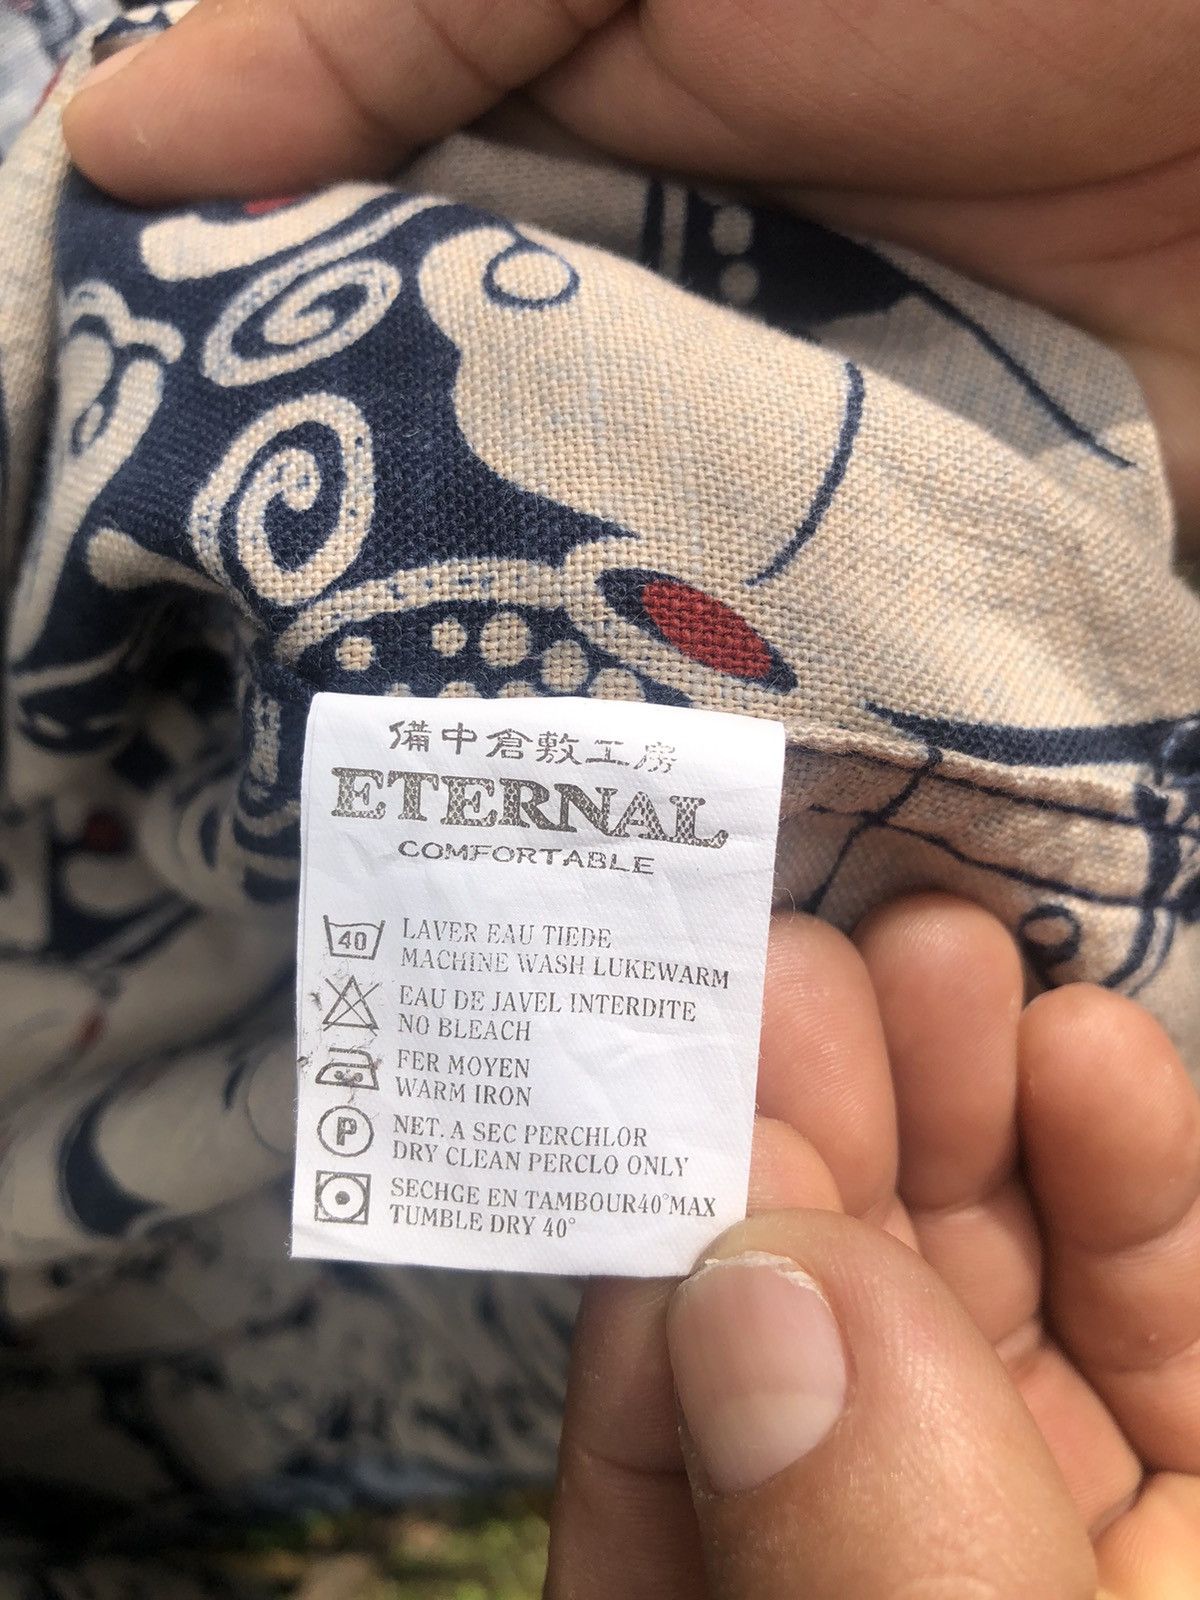 備中倉敷工房
ETERNAL
COMFORTABLE
40 LAVER EAU TIEDE
MACHINE WASH LUKEWARM
EAU DE JAVEL INTERDITE
NO BLEACH
FER MOYEN
WARM IRON
P NET. A SEC PERCHLOR
DRY CLEAN PERCLO ONLY
SECHGE EN TAMBOUR40°MAX
TUMBLE DRY 40°